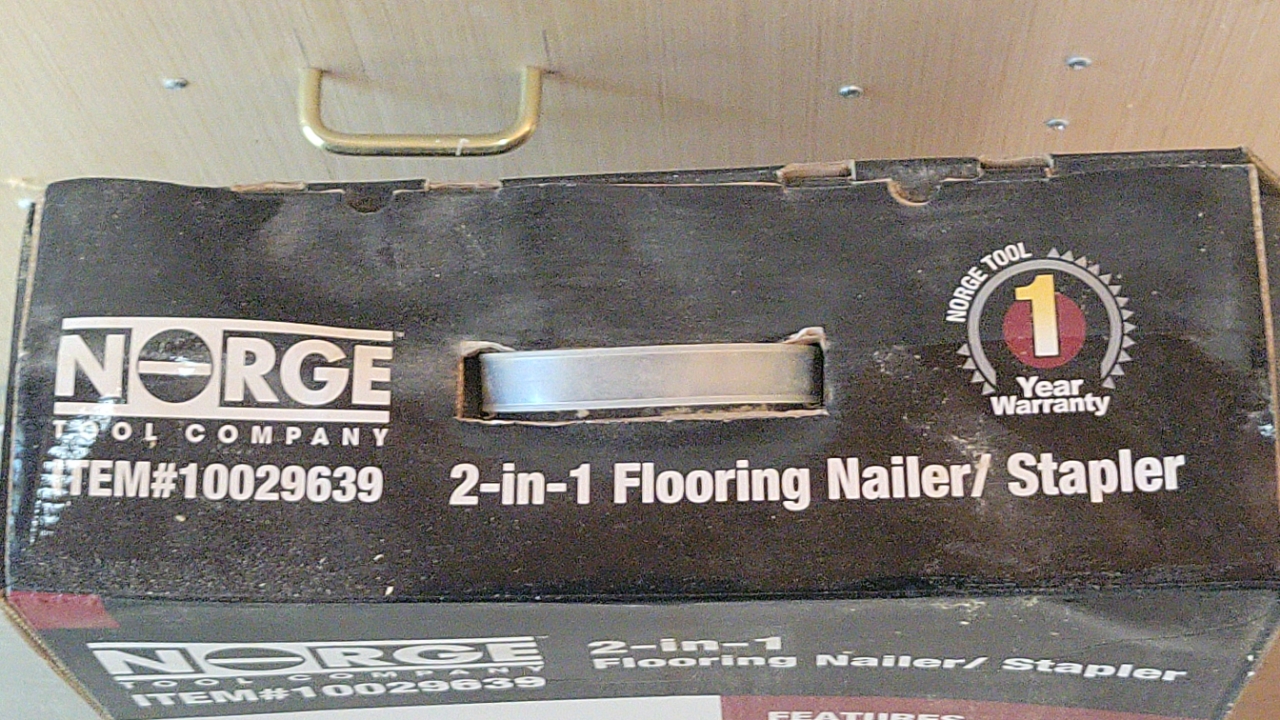 NORGE
TOOL COMPANY
ITEM#10029639
2-in-1 Flooring Nailer/ Stapler
NORGE TOOL
1
Year
Warranty
NORGE
TOOL COMPANY
ITEM#10029639
2-in-1
Flooring Nailer/ Stapler
FEATURES